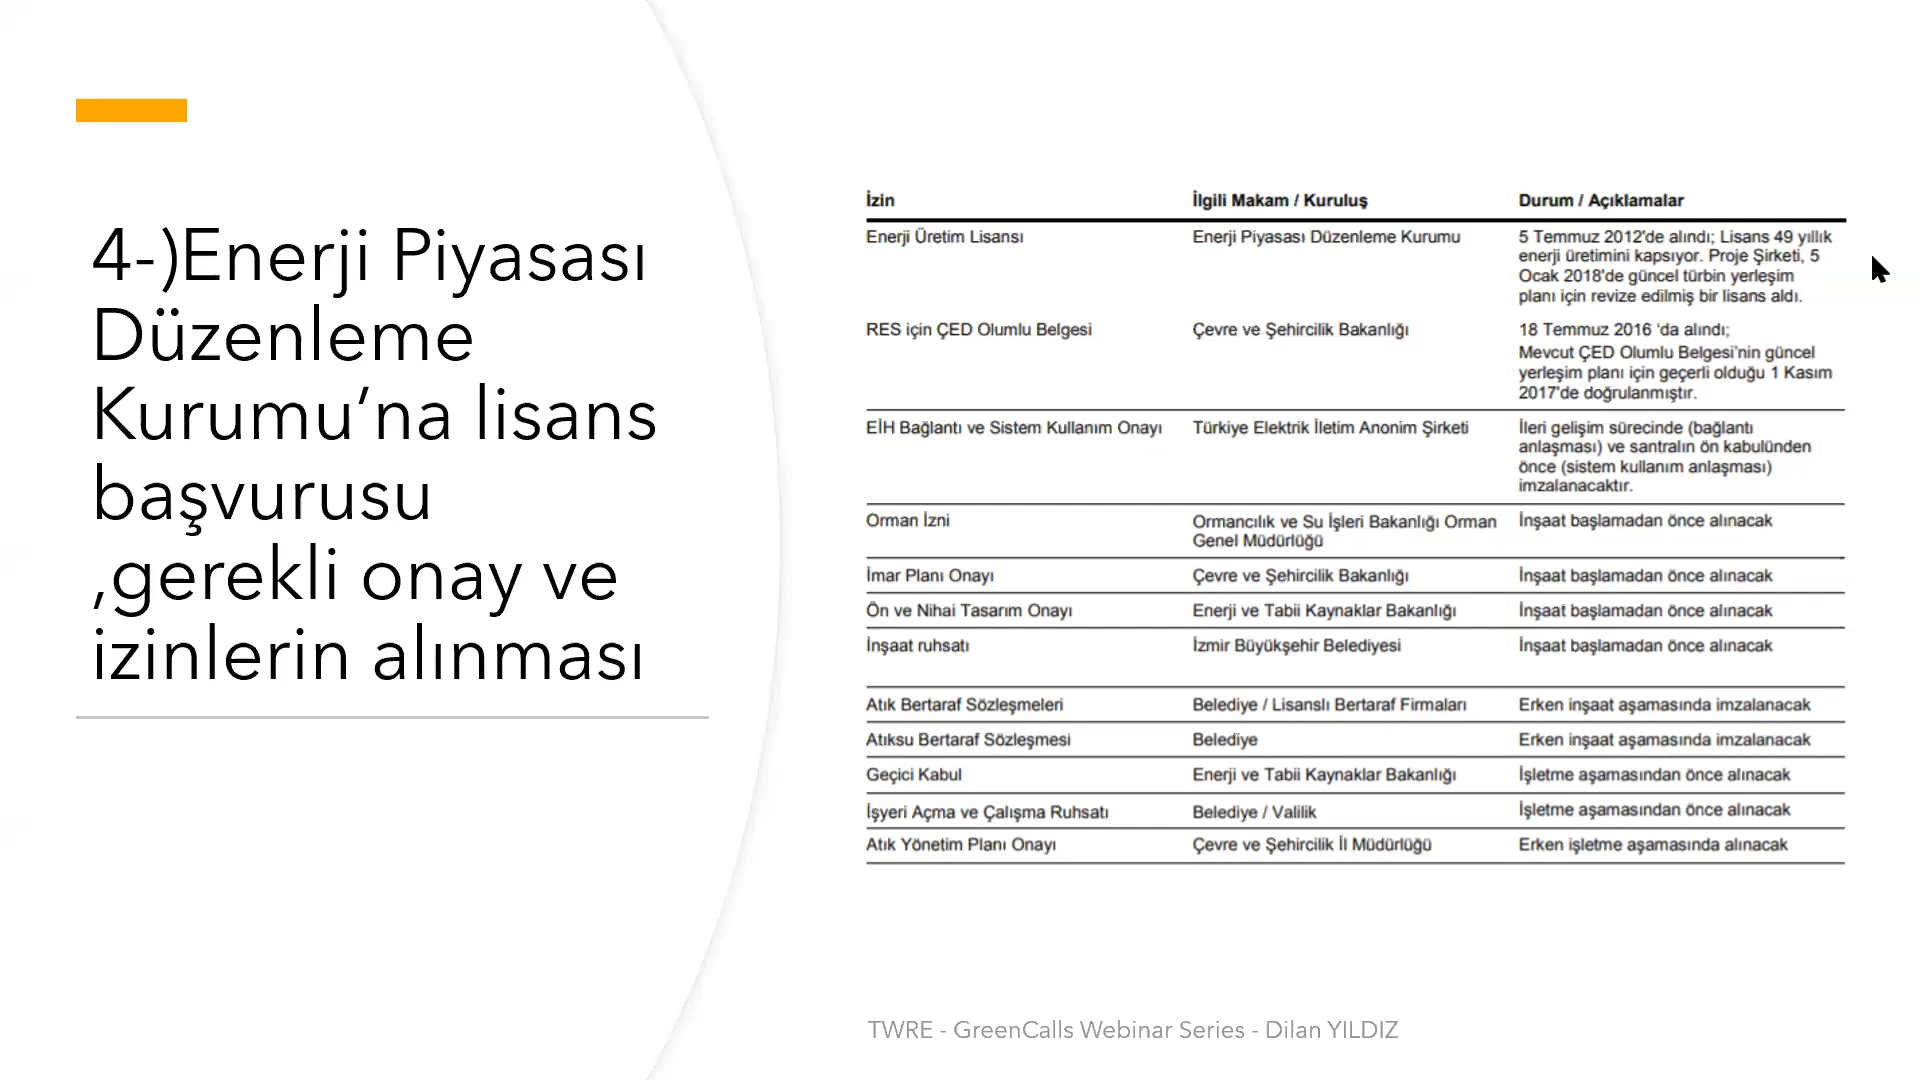 4-)Enerji Piyasası
Düzenleme
Kurumu’na lisans
başvurusu
,gerekli onay ve
izinlerin alınması
İzin İlgili Makam / Kuruluş Durum / Açıklamalar
Enerji Üretim Lisansı Enerji Piyasası Düzenleme Kurumu 5 Temmuz 2012'de alındı; Lisans 49 yıllık
enerji üretimini kapsıyor. Proje Şirketi, 5
Ocak 2018'de güncel türbin yerleşim
planı için revize edilmiş bir lisans aldı.
RES için ÇED Olumlu Belgesi Çevre ve Şehircilik Bakanlığı 18 Temmuz 2016 ‘da alındı;
Mevcut ÇED Olumlu Belgesi’nin güncel
yerleşim planı için geçerli olduğu 1 Kasım
2017'de doğrulanmıştır.
EİH Bağlantı ve Sistem Kullanım Onayı Türkiye Elektrik İletim Anonim Şirketi İleri gelişim sürecinde (bağlantı
anlaşması) ve santralın ön kabulünden
önce (sistem kullanım anlaşması)
imzalanacaktır.
Orman İzni Ormancılık ve Su İşleri Bakanlığı Orman İnşaat başlamadan önce alınacak
Genel Müdürlüğü
İmar Planı Onayı Çevre ve Şehircilik Bakanlığı İnşaat başlamadan önce alınacak
Ön ve Nihai Tasarım Onayı Enerji ve Tabii Kaynaklar Bakanlığı İnşaat başlamadan önce alınacak
İnşaat ruhsatı İzmir Büyükşehir Belediyesi İnşaat başlamadan önce alınacak
Atık Bertaraf Sözleşmeleri Belediye / Lisanslı Bertaraf Firmaları Erken inşaat aşamasında imzalanacak
Atıksu Bertaraf Sözleşmesi Belediye Erken inşaat aşamasında imzalanacak
Geçici Kabul Enerji ve Tabii Kaynaklar Bakanlığı İşletme aşamasından önce alınacak
İşyeri Açma ve Çalışma Ruhsatı Belediye / Valilik İşletme aşamasından önce alınacak
Atık Yönetim Planı Onayı Çevre ve Şehircilik İl Müdürlüğü Erken işletme aşamasında alınacak
TWRE - GreenCalls Webinar Series - Dilan YILDIZ